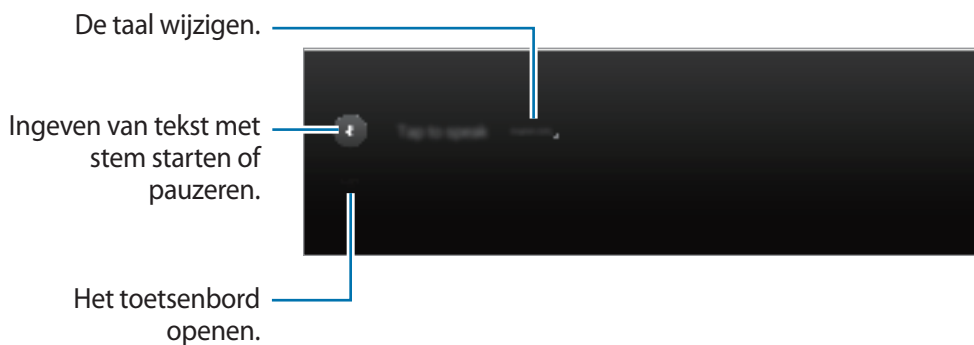 De taal wijzigen.
Ingeven van tekst met
stem starten of
pauzeren.
Tap to speak
Het toetsenbord
openen.